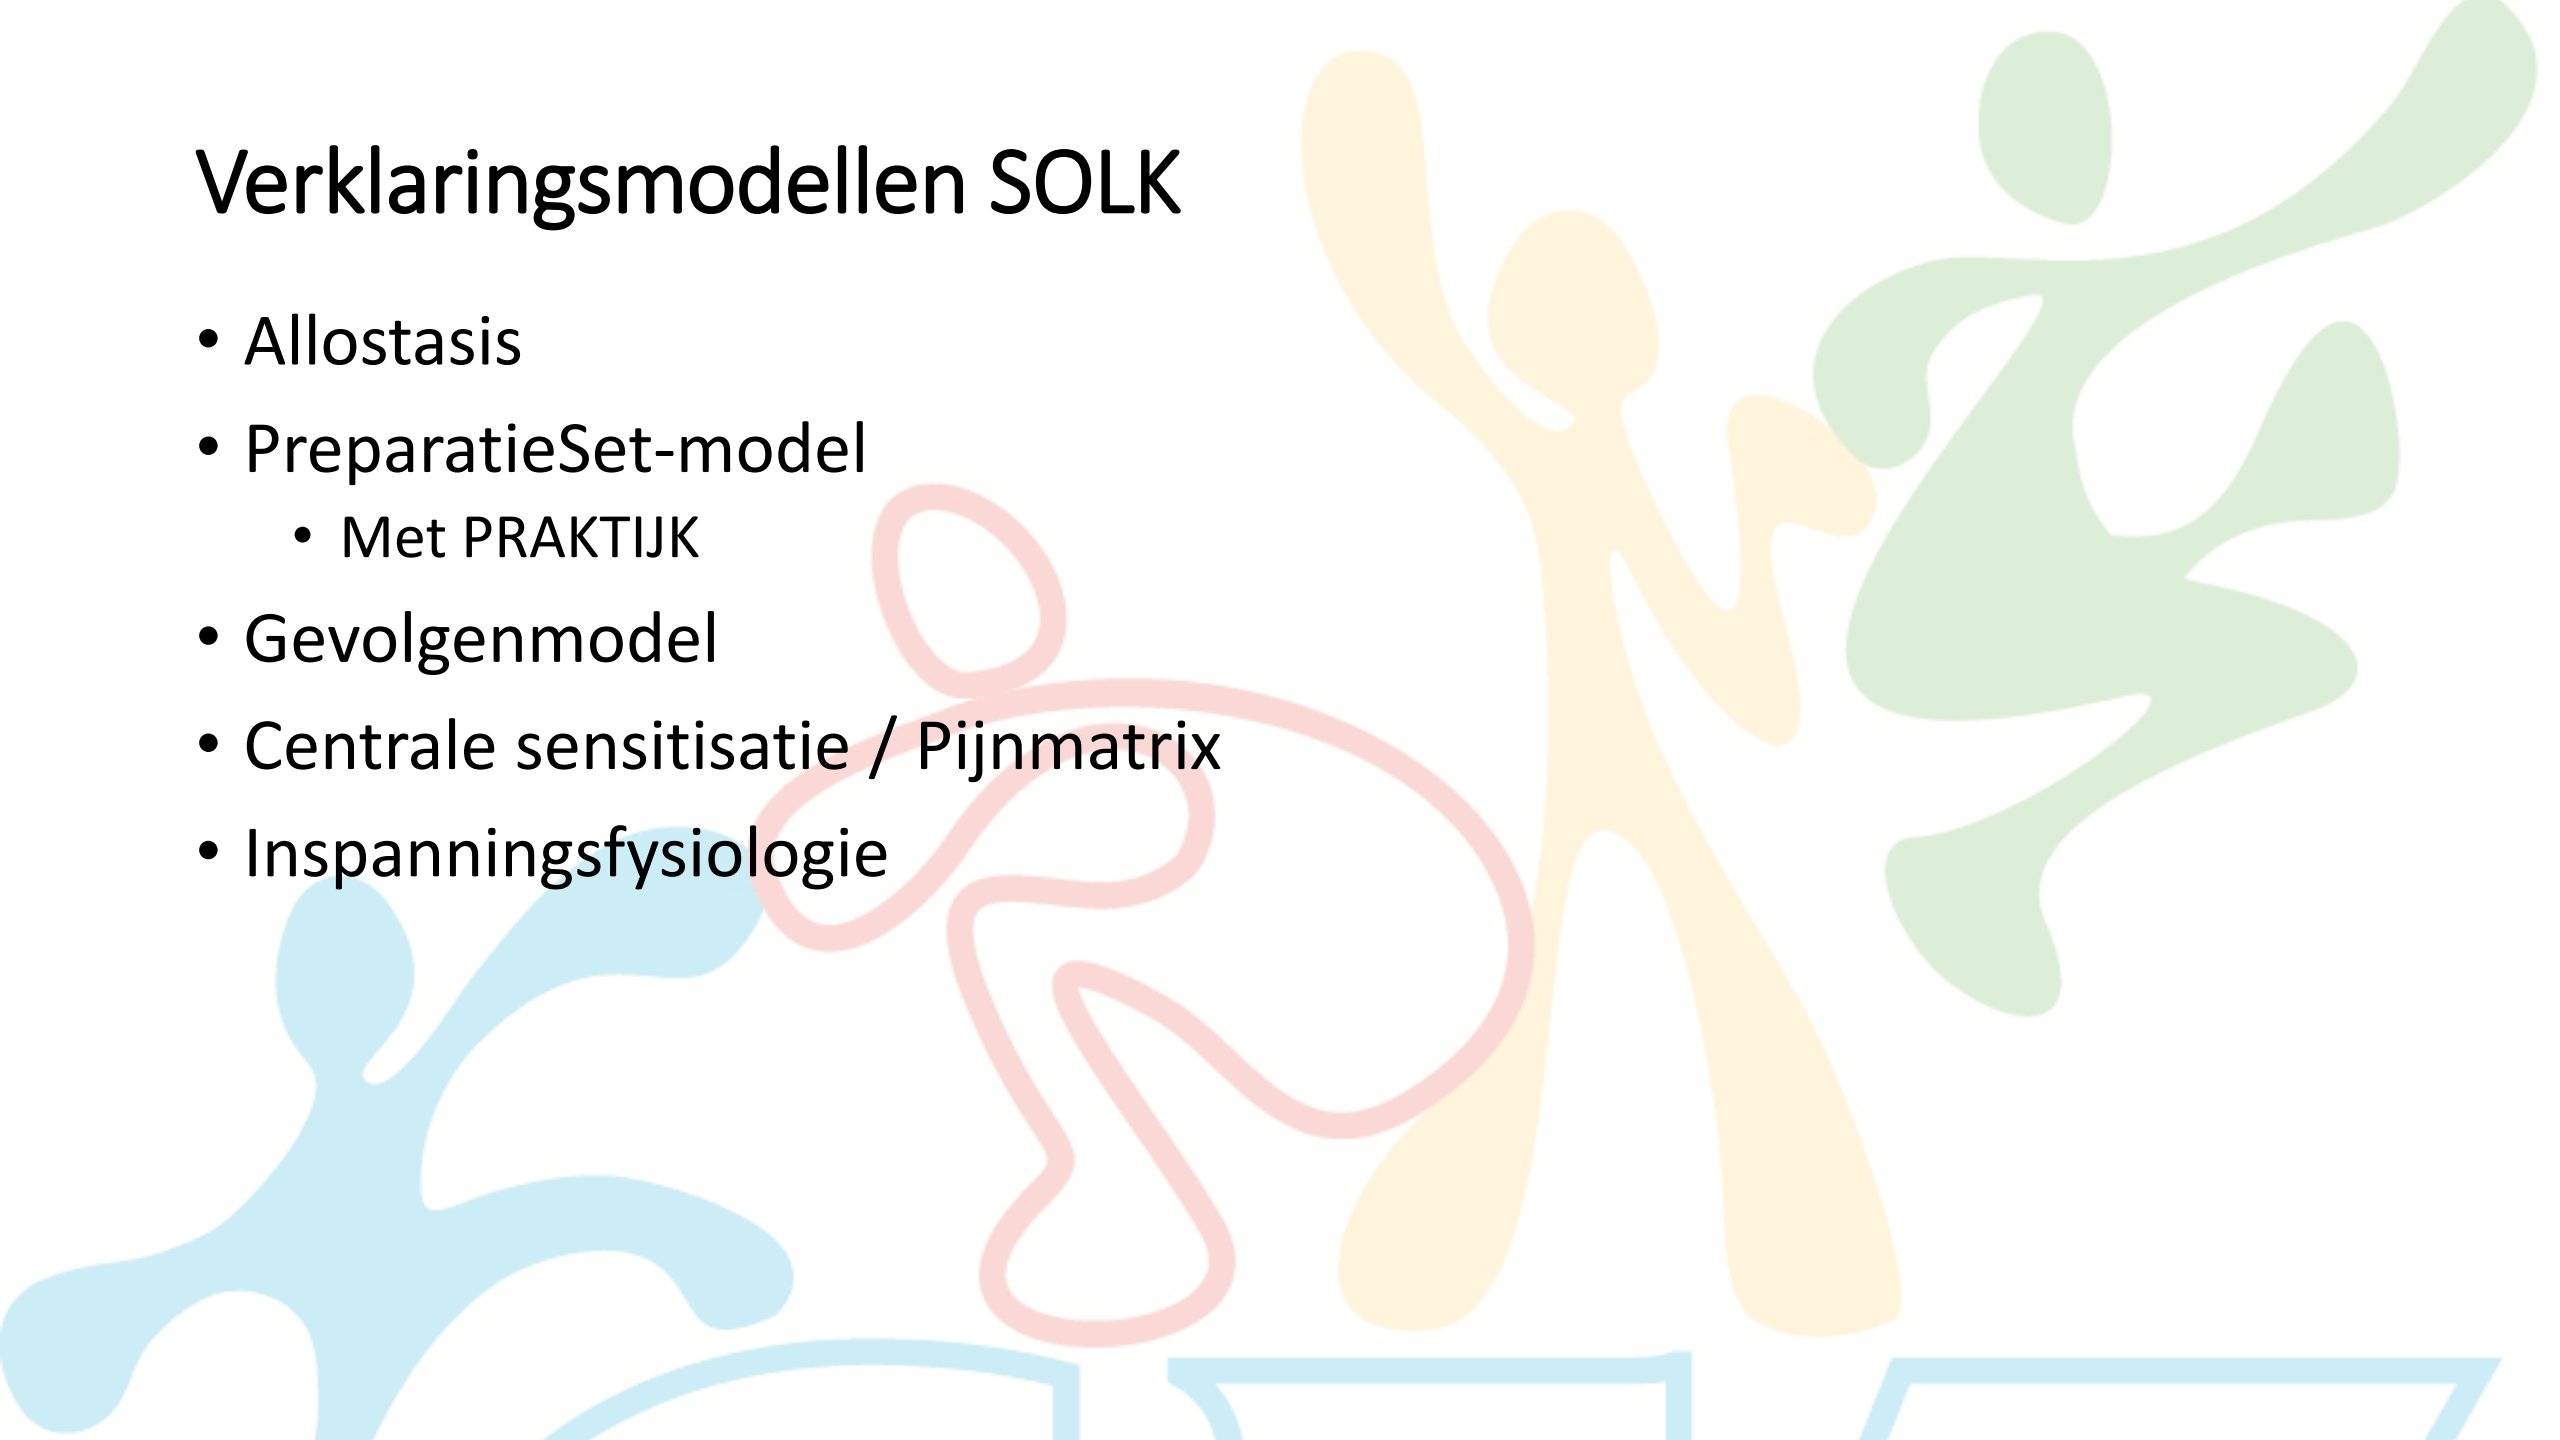 Verklaringsmodellen SOLK
• Allostasis
• PreparatieSet-model
• Met PRAKTIJK
• Gevolgenmodel
• Centrale sensitisatie / Pijnmatrix
• Inspanningsfysiologie